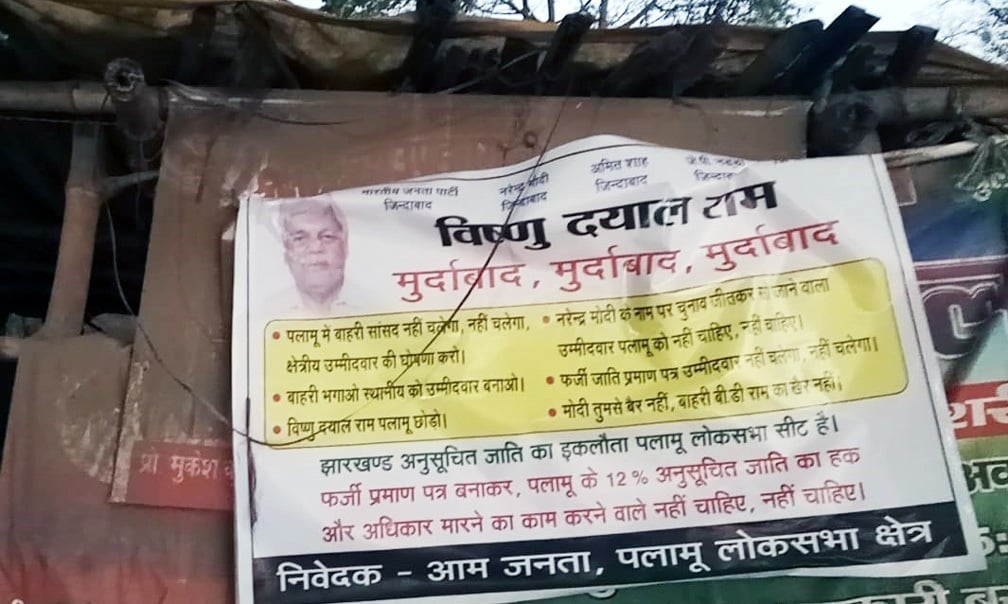 भारतीय जनता पार्टी
जिन्दाबाद
नरेन्द्र मोदी
जिन्दाबाद
अमित शाह
जिन्दाबाद
जे.पी.
विष्णु दयाल राम
मुर्दाबाद, मुर्दाबाद, मुर्दाबाद
• पलामू में बाहरी सांसद नहीं चलेगा, नहीं चलेगा,
क्षेत्रीय उम्मीदवार की घोषणा करो।
• बाहरी भगाओ स्थानीय को उम्मीदवार बनाओ।
• विष्णु दयाल राम पलामू छोड़ो।
• नरेन्द्र मोदी के नाम पर चुनाव जीतकर सो जाने वाला
उम्मीदवार पलामू को नहीं चाहिए, नहीं चाहिए।
• फर्जी जाति प्रमाण पत्र उम्मीदवार नहीं चलेगा, नहीं चलेगा।
• मोदी तुमसे बैर नहीं, बाहरी बी.डी राम का खैर नहीं।
झारखण्ड अनुसूचित जाति का इकलौता पलामू लोकसभा सीट है।
फर्जी प्रमाण पत्र बनाकर, पलामू के 12% अनुसूचित जाति का हक
और अधिकार मारने का काम करने वाले नहीं चाहिए, नहीं चाहिए।
निवेदक - आम जनता, पलामू लोकसभा क्षेत्र
प्रो मुकेश